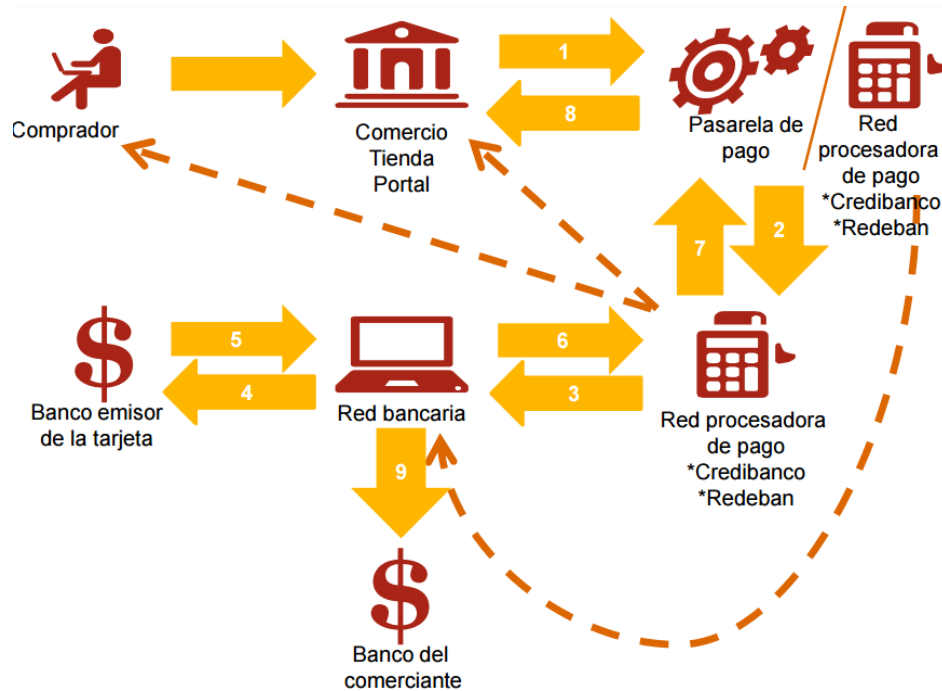 1
8
Comprador
Comercio
Tienda
Portal
Pasarela de
pago
Red
procesadora
de pago
*Credibanco
*Redeban
7
2
5
4
6
3
$
Banco emisor
de la tarjeta
Red bancaria
Red procesadora
de pago
*Credibanco
*Redeban
9
$
Banco del
comerciante